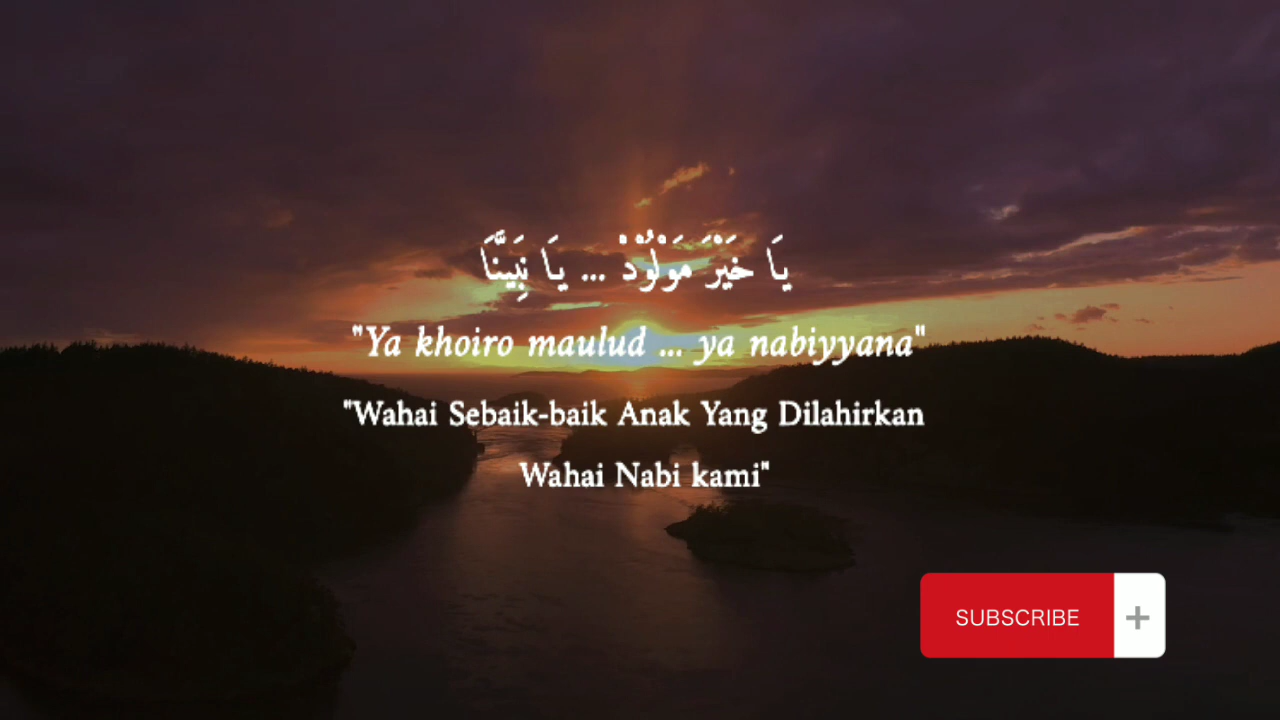 يَا خَيْرَ مَوْلُوْدْ ... يَا نَبِيَّنَا
"Ya khoiro maulud ... ya nabiyyana"
"Wahai Sebaik-baik Anak Yang Dilahirkan
Wahai Nabi kami"
SUBSCRIBE +